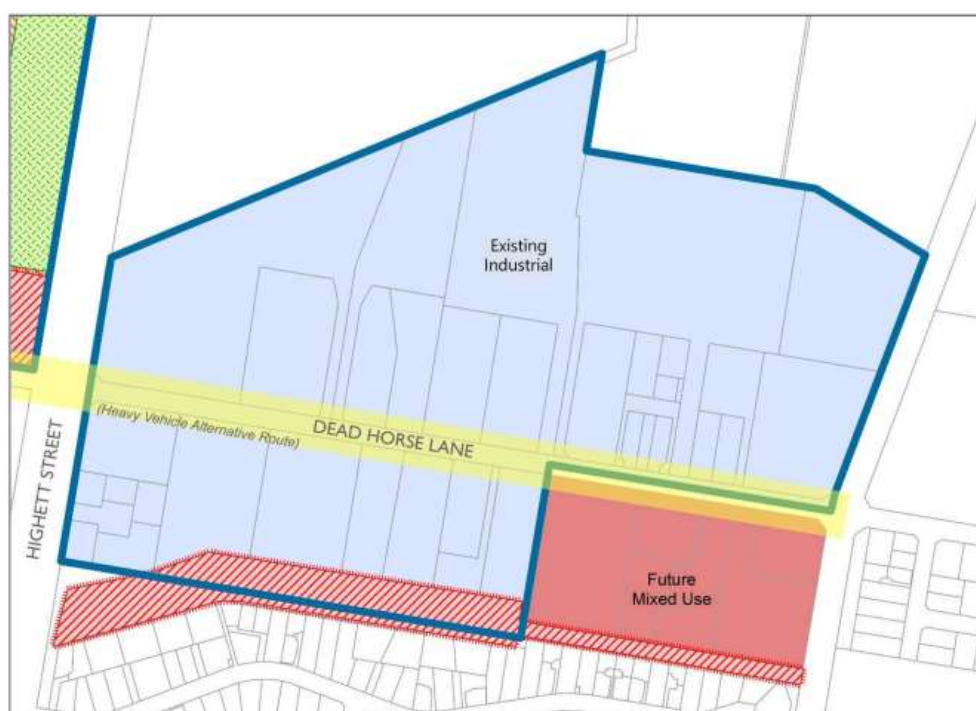 Existing
Industrial
(Heavy Vehicle Alternative Route)
DEAD HORSE LANE
HIGHETT STREET
Future
Mixed Use